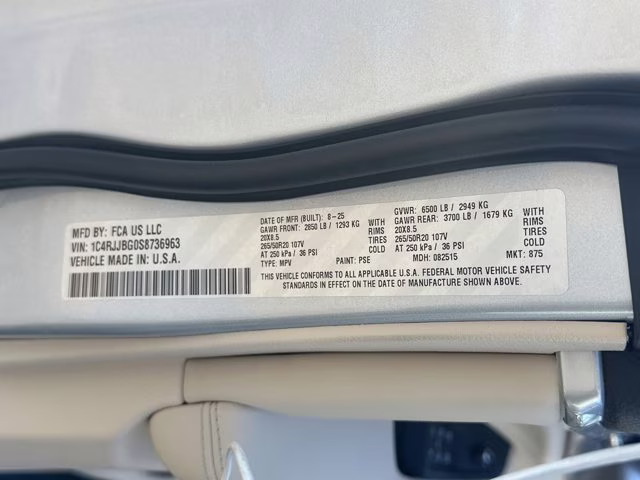 MFD BY: FCA US LLC
VIN: 1C4RJJBG0S8736963
VEHICLE MADE IN: U.S.A.
DATE OF MFR (BUILT): 8-25
GAWR FRONT: 2850 LB / 1293 KG WITH
20X8.5 RIMS
265/50R20 107V TIRES
AT 250 kPa / 36 PSI COLD
TYPE: MPV PAINT: PSE
GVWR: 6500 LB / 2949 KG
GAWR REAR: 3700 LB / 1679 KG WITH
20X8.5 RIMS
265/50R20 107V TIRES
AT 250 kPa / 36 PSI COLD
MDH: 082515 MKT: 875
THIS VEHICLE CONFORMS TO ALL APPLICABLE U.S.A. FEDERAL MOTOR VEHICLE SAFETY
STANDARDS IN EFFECT ON THE DATE OF MANUFACTURE SHOWN ABOVE.